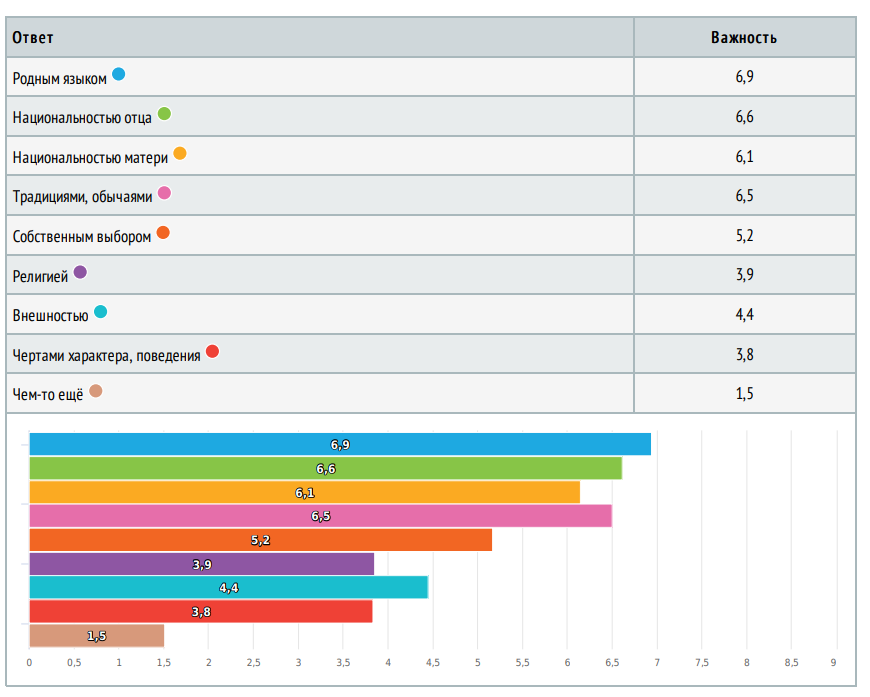 Ответ Важность
Родным языком 6,9
Национальностью отца 6,6
Национальностью матери 6,1
Традициями, обычаями 6,5
Собственным выбором 5,2
Религией 3,9
Внешностью 4,4
Чертами характера, поведения 3,8
Чем-то ещё 1,5
6,9
6,6
6,1
6,5
5,2
3,9
4,4
3,8
1,5
0 0,5 1 1,5 2 2,5 3 3,5 4 4,5 5 5,5 6 6,5 7 7,5 8 8,5 9